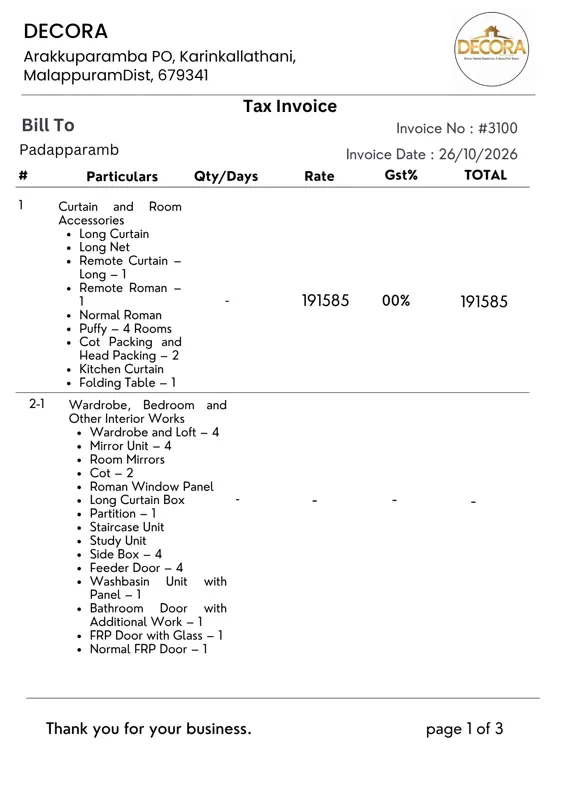 DECORA
Arakkuparamba PO, Karinkallathani,
MalappuramDist, 679341
DECORA
Tax Invoice
Bill To
Invoice No : #3100
Padapparamb
Invoice Date : 26/10/2026
# Particulars Qty/Days Rate Gst% TOTAL
1 Curtain and Room
Accessories
• Long Curtain
• Long Net
• Remote Curtain –
Long – 1
• Remote Roman –
1
- 191585 00% 191585
• Normal Roman
• Puffy – 4 Rooms
• Cot Packing and
Head Packing – 2
• Kitchen Curtain
• Folding Table – 1
2-1 Wardrobe, Bedroom and
Other Interior Works
• Wardrobe and Loft – 4
• Mirror Unit – 4
• Room Mirrors
• Cot – 2
• Roman Window Panel
• Long Curtain Box - - - -
• Partition – 1
• Staircase Unit
• Study Unit
• Side Box – 4
• Feeder Door – 4
• Washbasin Unit with
Panel – 1
• Bathroom Door with
Additional Work – 1
• FRP Door with Glass – 1
• Normal FRP Door – 1
Thank you for your business. page 1 of 3